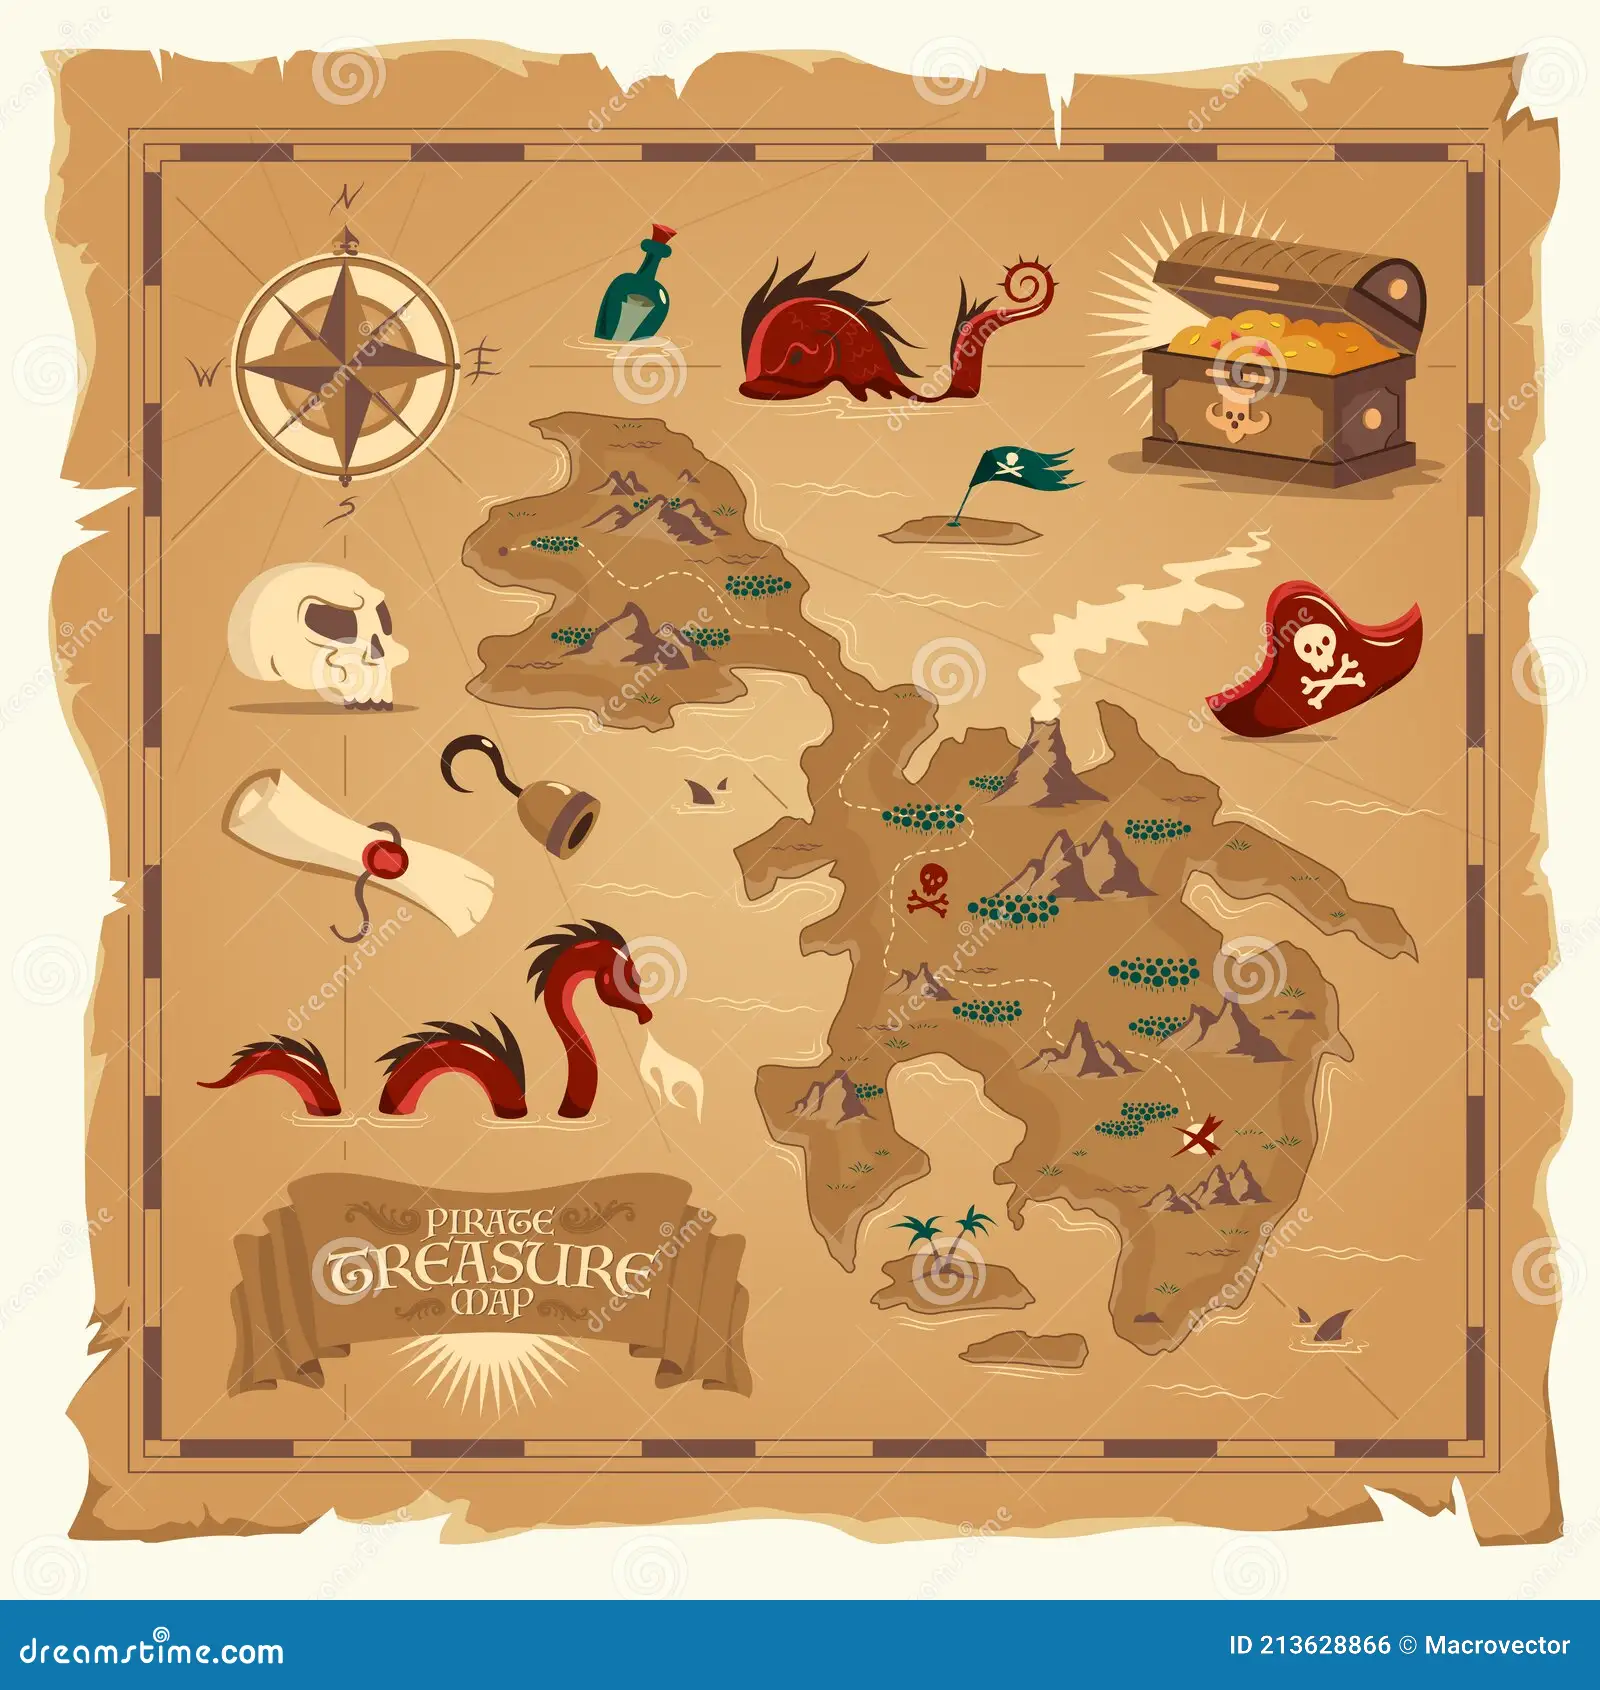 N
W
E
S
PIRATE
TREASURE
MAP
dreamstime.com
ID 213628866 © Macrovector